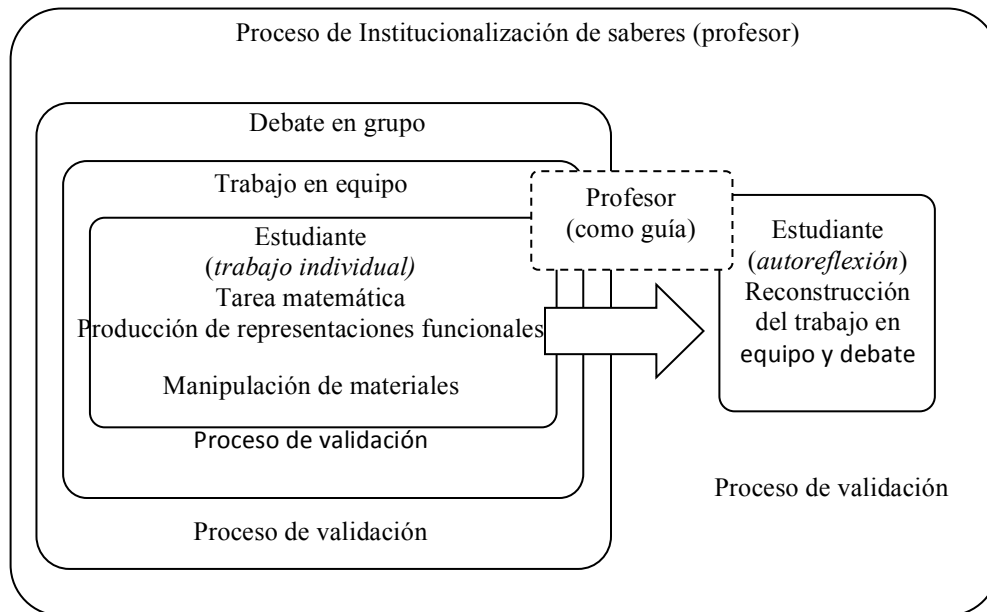 Proceso de Institucionalización de saberes (profesor)
Debate en grupo
Trabajo en equipo
Estudiante
(trabajo individual)
Tarea matemática
Producción de representaciones funcionales
Manipulación de materiales
Proceso de validación
Proceso de validación
Profesor
(como guía)
Estudiante
(autoreflexión)
Reconstrucción
del trabajo en
equipo y debate
Proceso de validación